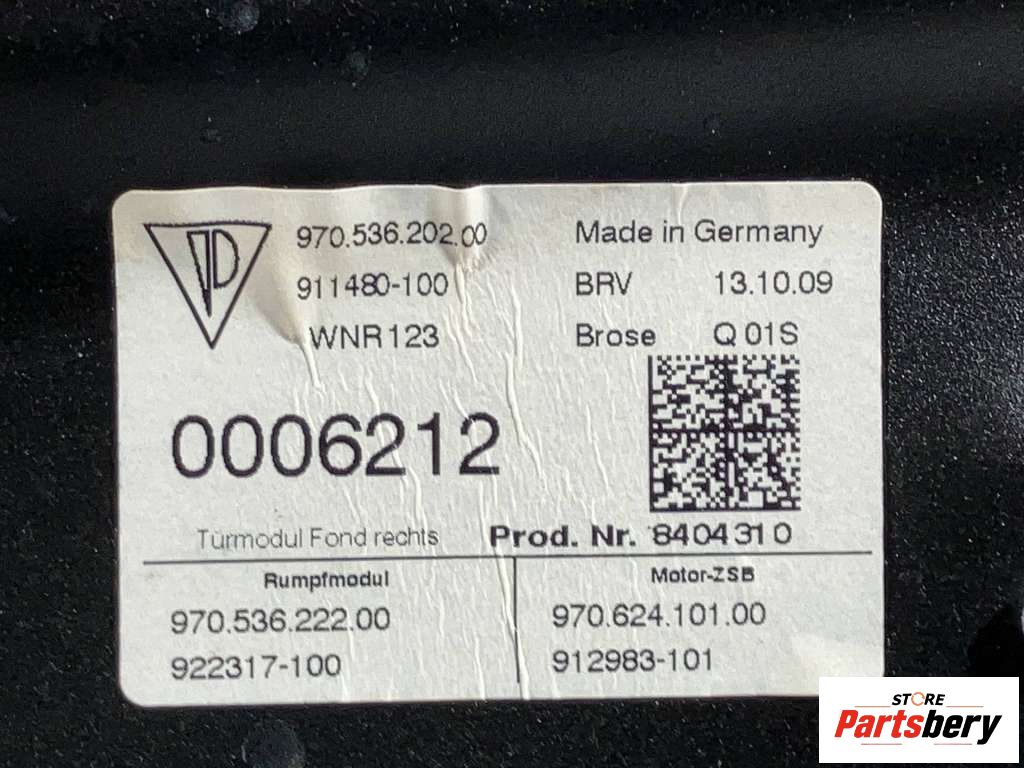 970.536.202.00
911480-100
WNR 123
Made in Germany
BRV 13.10.09
Brose Q 01S
0006212
Türmodul Fond rechts Prod. Nr. 8404310
Rumpfmodul
970.536.222.00
922317-100
Motor-ZSB
970.624.101.00
912983-101
STORE
Partsbery